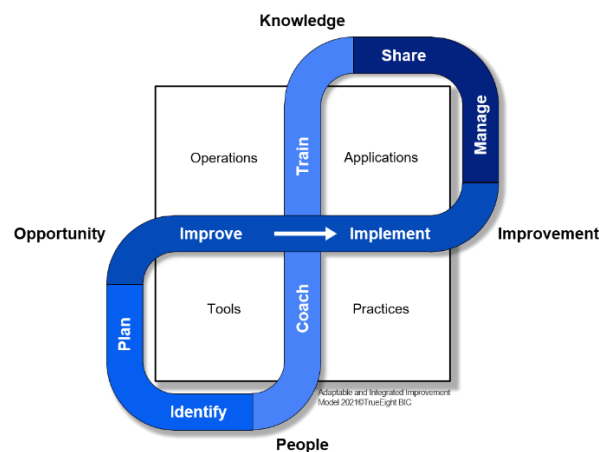 Knowledge
Share
Manage
Train
Operations
Applications
Opportunity
Improve
Implement
Improvement
Tools
Practices
Coach
Plan
Identify
Adaptable and Integrated Improvement
Model 2021©TrueEight BIC
People